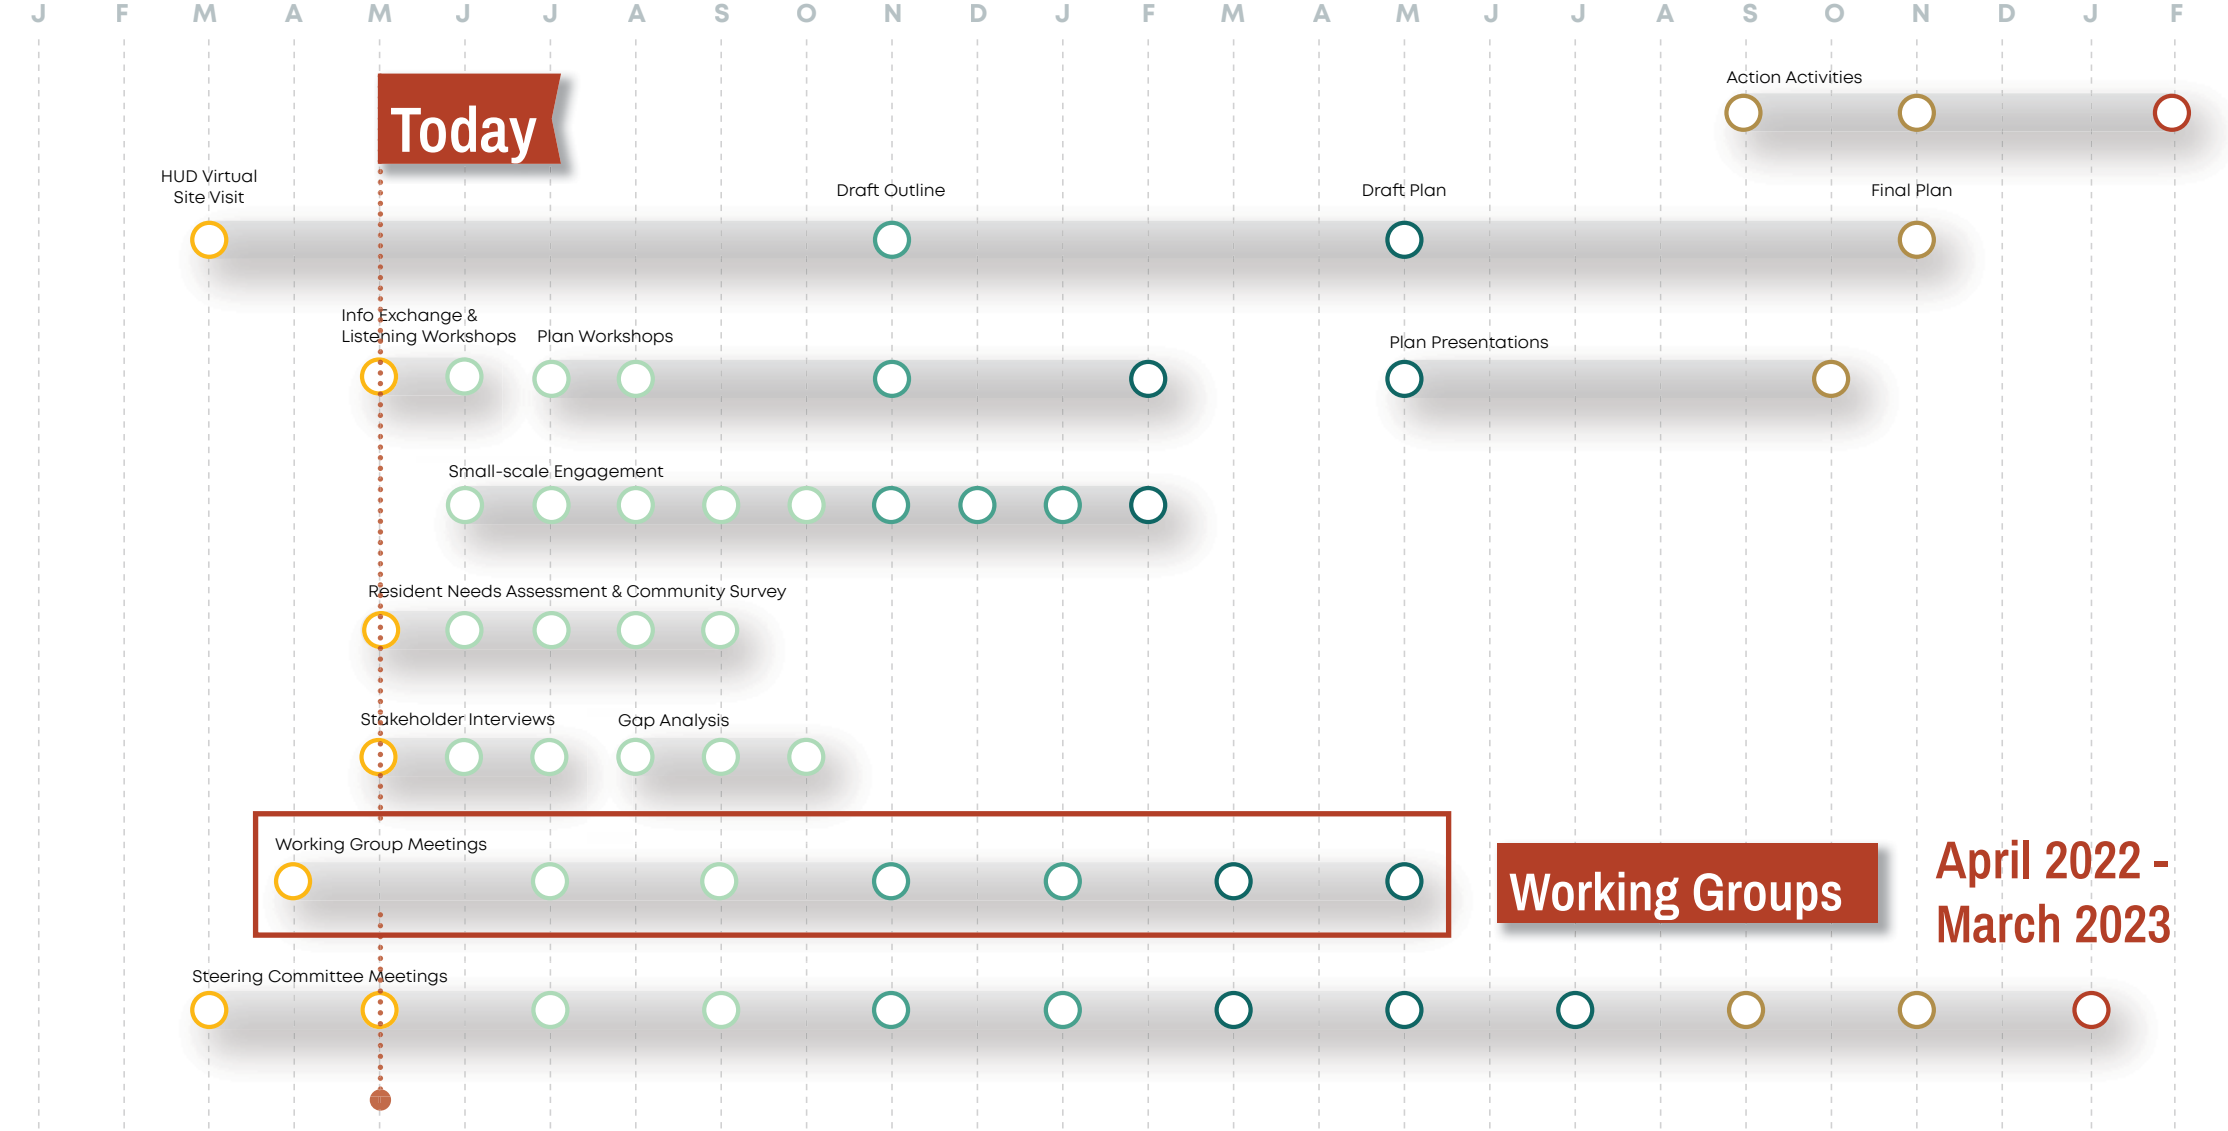 J F M A M J J A S O N D J F M A M J J A S O N D J F
Action Activities
Today
HUD Virtual
Site Visit
Draft Outline
Draft Plan
Final Plan
Info Exchange &
Listening Workshops
Plan Workshops
Plan Presentations
Small-scale Engagement
Resident Needs Assessment & Community Survey
Stakeholder Interviews
Gap Analysis
Working Group Meetings
Working Groups
April 2022 -
March 2023
Steering Committee Meetings